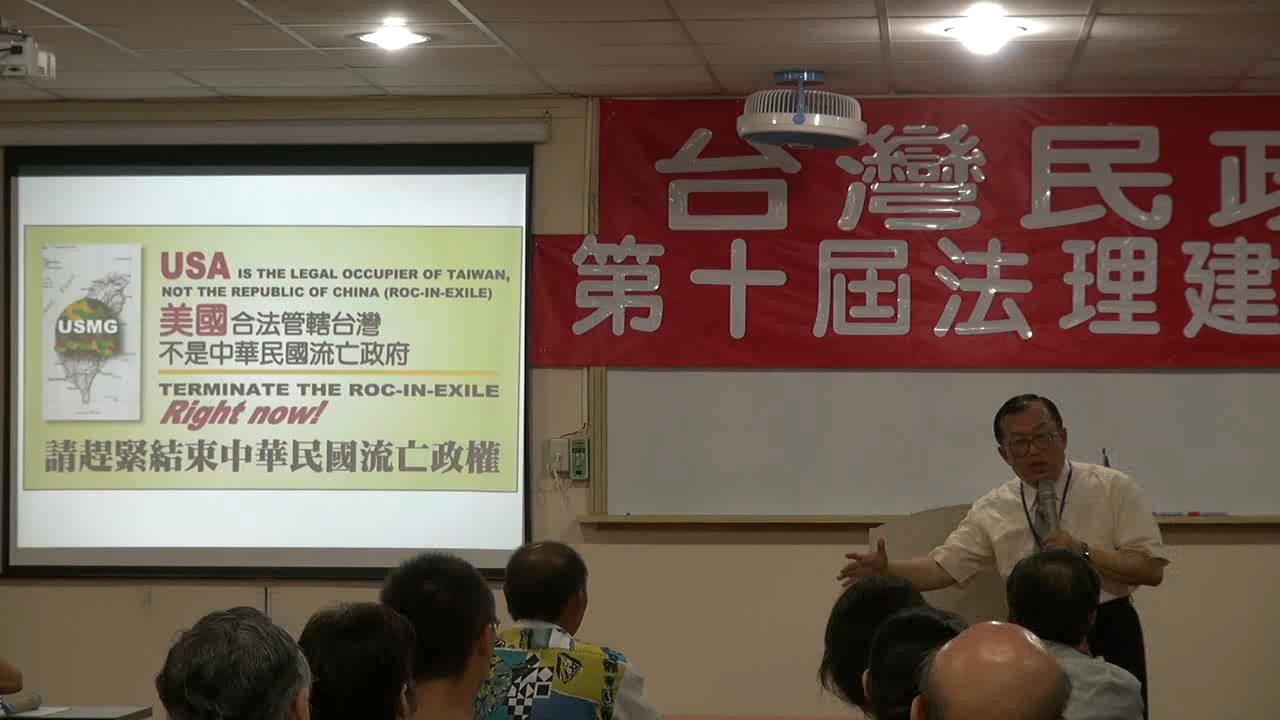 台灣民政
第十屆法理建
USA IS THE LEGAL OCCUPIER OF TAIWAN,
NOT THE REPUBLIC OF CHINA (ROC-IN-EXILE)
USMG
美國合法管轄台灣
不是中華民國流亡政府
TERMINATE THE ROC-IN-EXILE
Right now!
請趕緊結束中華民國流亡政權